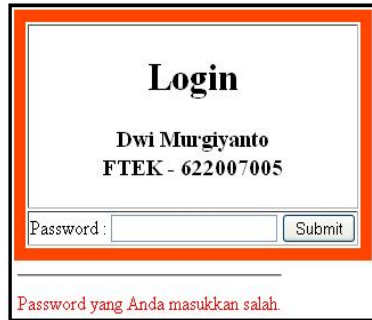 Login
Dwi Murgiyanto
FTEK - 622007005
Password : Submit
Password yang Anda masukkan salah.